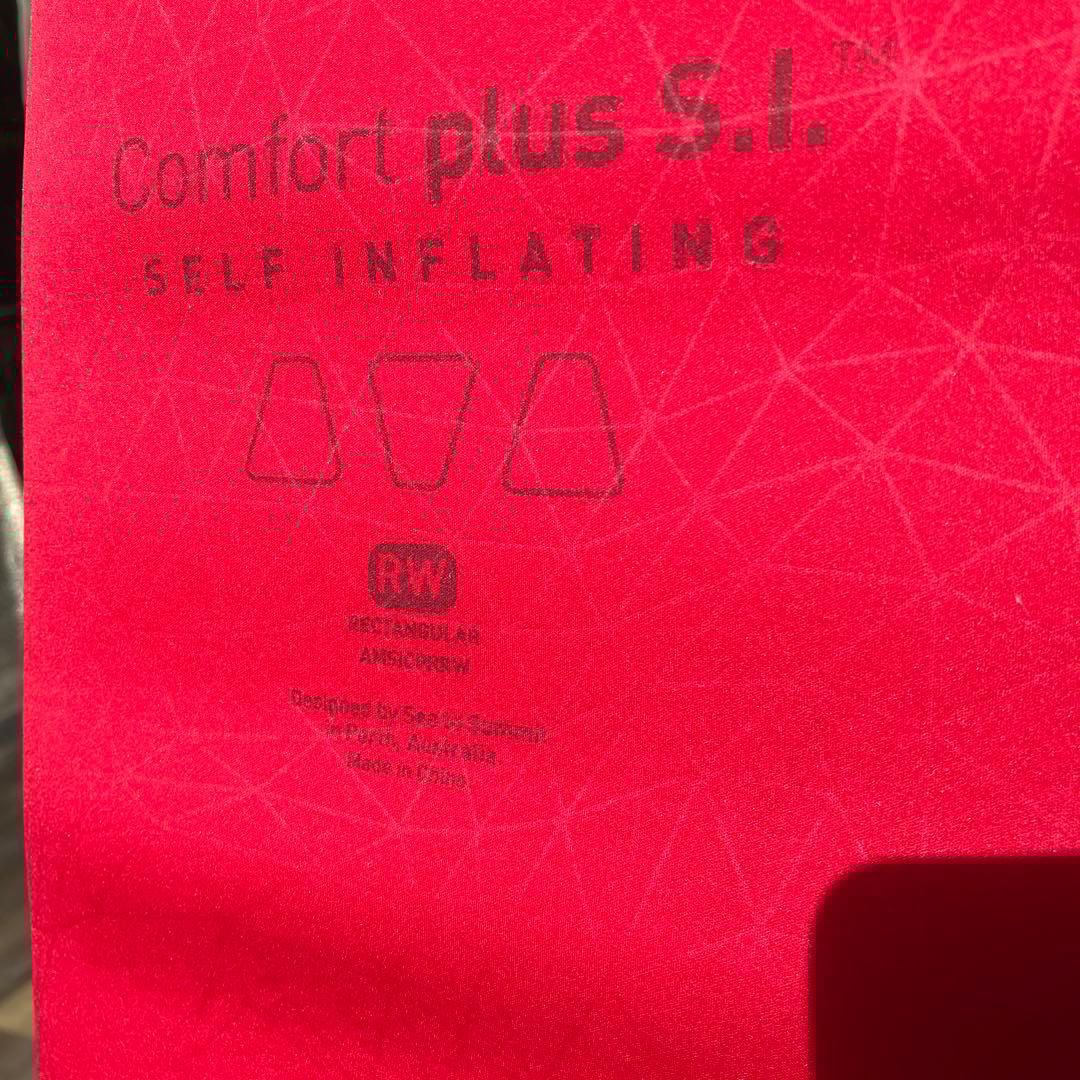 Comfort plus S.I.™
SELF INFLATING
RW
RECTANGULAR
AMSICPRRW
Designed by Sea to Summit
in Perth, Australia
Made in China